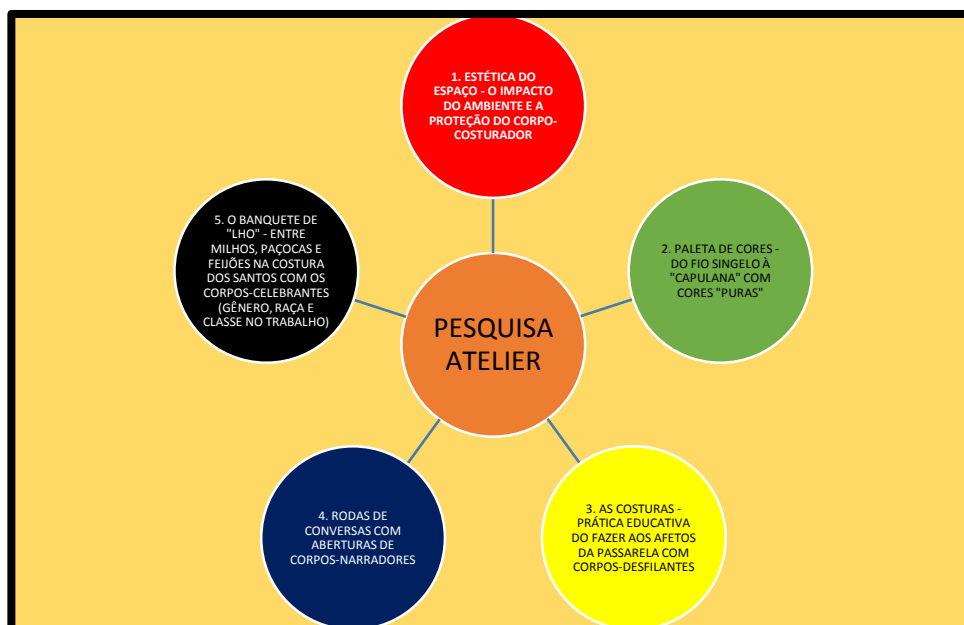 1. ESTÉTICA DO
ESPAÇO - O IMPACTO
DO AMBIENTE E A
PROTEÇÃO DO CORPO-
COSTURADOR
2. PALETA DE CORES -
DO FIO SINGELO À
"CAPULANA" COM
CORES "PURAS"
3. AS COSTURAS -
PRÁTICA EDUCATIVA
DO FAZER AOS AFETOS
DA PASSARELA COM
CORPOS-DESFILANTES
4. RODAS DE
CONVERSAS COM
ABERTURAS DE
CORPOS-NARRADORES
5. O BANQUETE DE
"LHO" - ENTRE
MILHOS, PAÇOCAS E
FEIJÕES NA COSTURA
DOS SANTOS COM OS
CORPOS-CELEBRANTES
(GÊNERO, RAÇA E
CLASSE NO TRABALHO)
PESQUISA
ATELIER